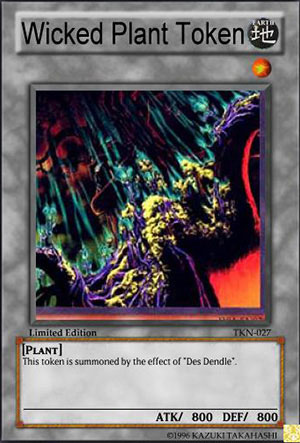 Wicked Plant Token
EARTH
地
Limited Edition
TKN-027
[PLANT]
This token is summoned by the effect of "Des Dendle".
ATK/ 800 DEF/ 800
©1996 KAZUKI TAKAHASHI